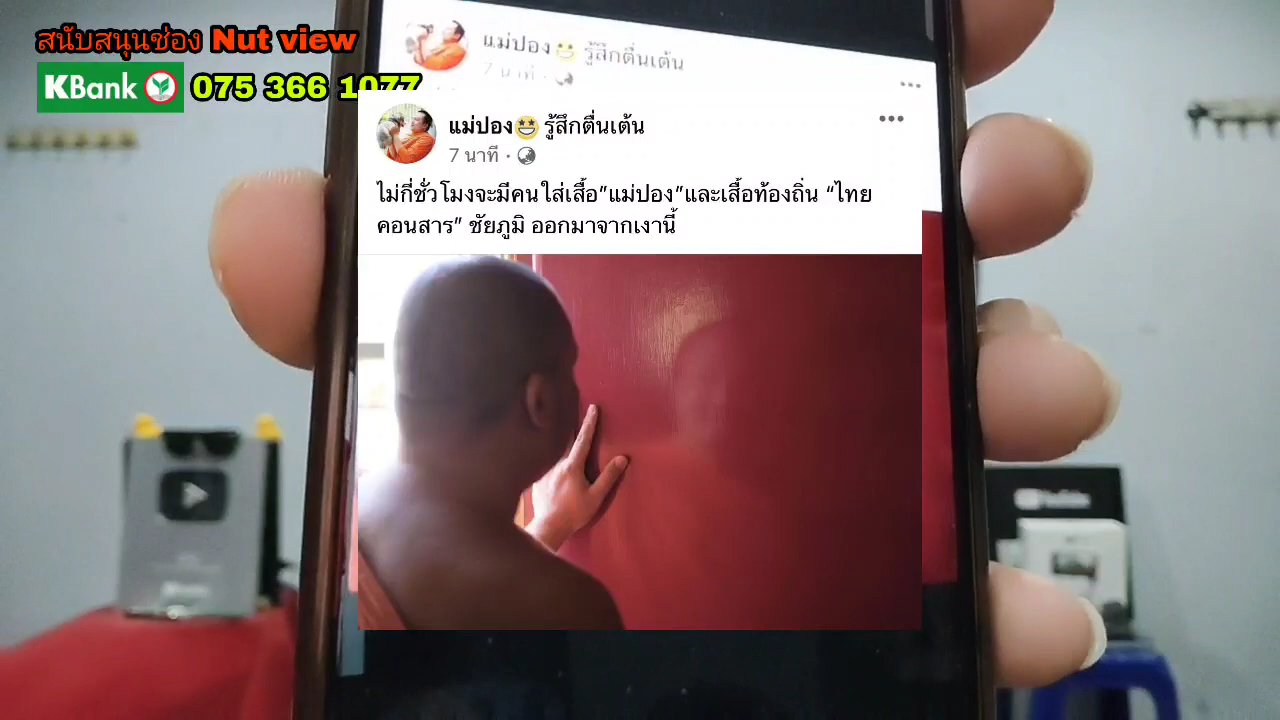 สนับสนุนช่อง Nut view
KBank 075 366 1077
แม่ปอง รู้สึกตื่นเต้น
7 นาที ·
แม่ปอง รู้สึกตื่นเต้น
7 นาที ·
ไม่กี่ชั่วโมงจะมีคนใส่เสื้อ”แม่ปอง”และเสื้อท้องถิ่น “ไทย
คอนสาร” ชัยภูมิ ออกมาจากเงานี้